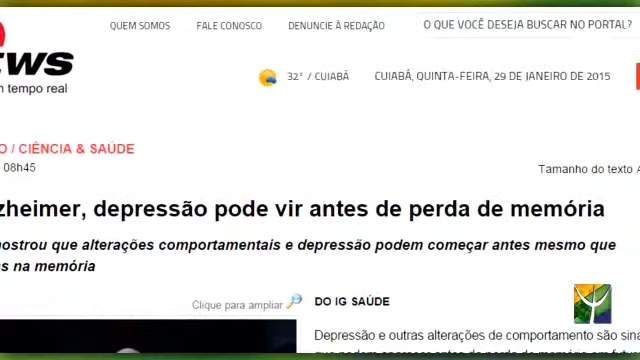 QUEM SOMOS FALE CONOSCO DENUNCIE À REDAÇÃO O QUE VOCÊ DESEJA BUSCAR NO PORTAL?
tempo real
32° / CUIABÁ CUIABÁ, QUINTA-FEIRA, 29 DE JANEIRO DE 2015
/ CIÊNCIA & SAÚDE
08h45
Tamanho do texto A
zheimer, depressão pode vir antes de perda de memória
mostrou que alterações comportamentais e depressão podem começar antes mesmo que
na memória
Clique para ampliar
DO IG SAÚDE
Depressão e outras alterações de comportamento são